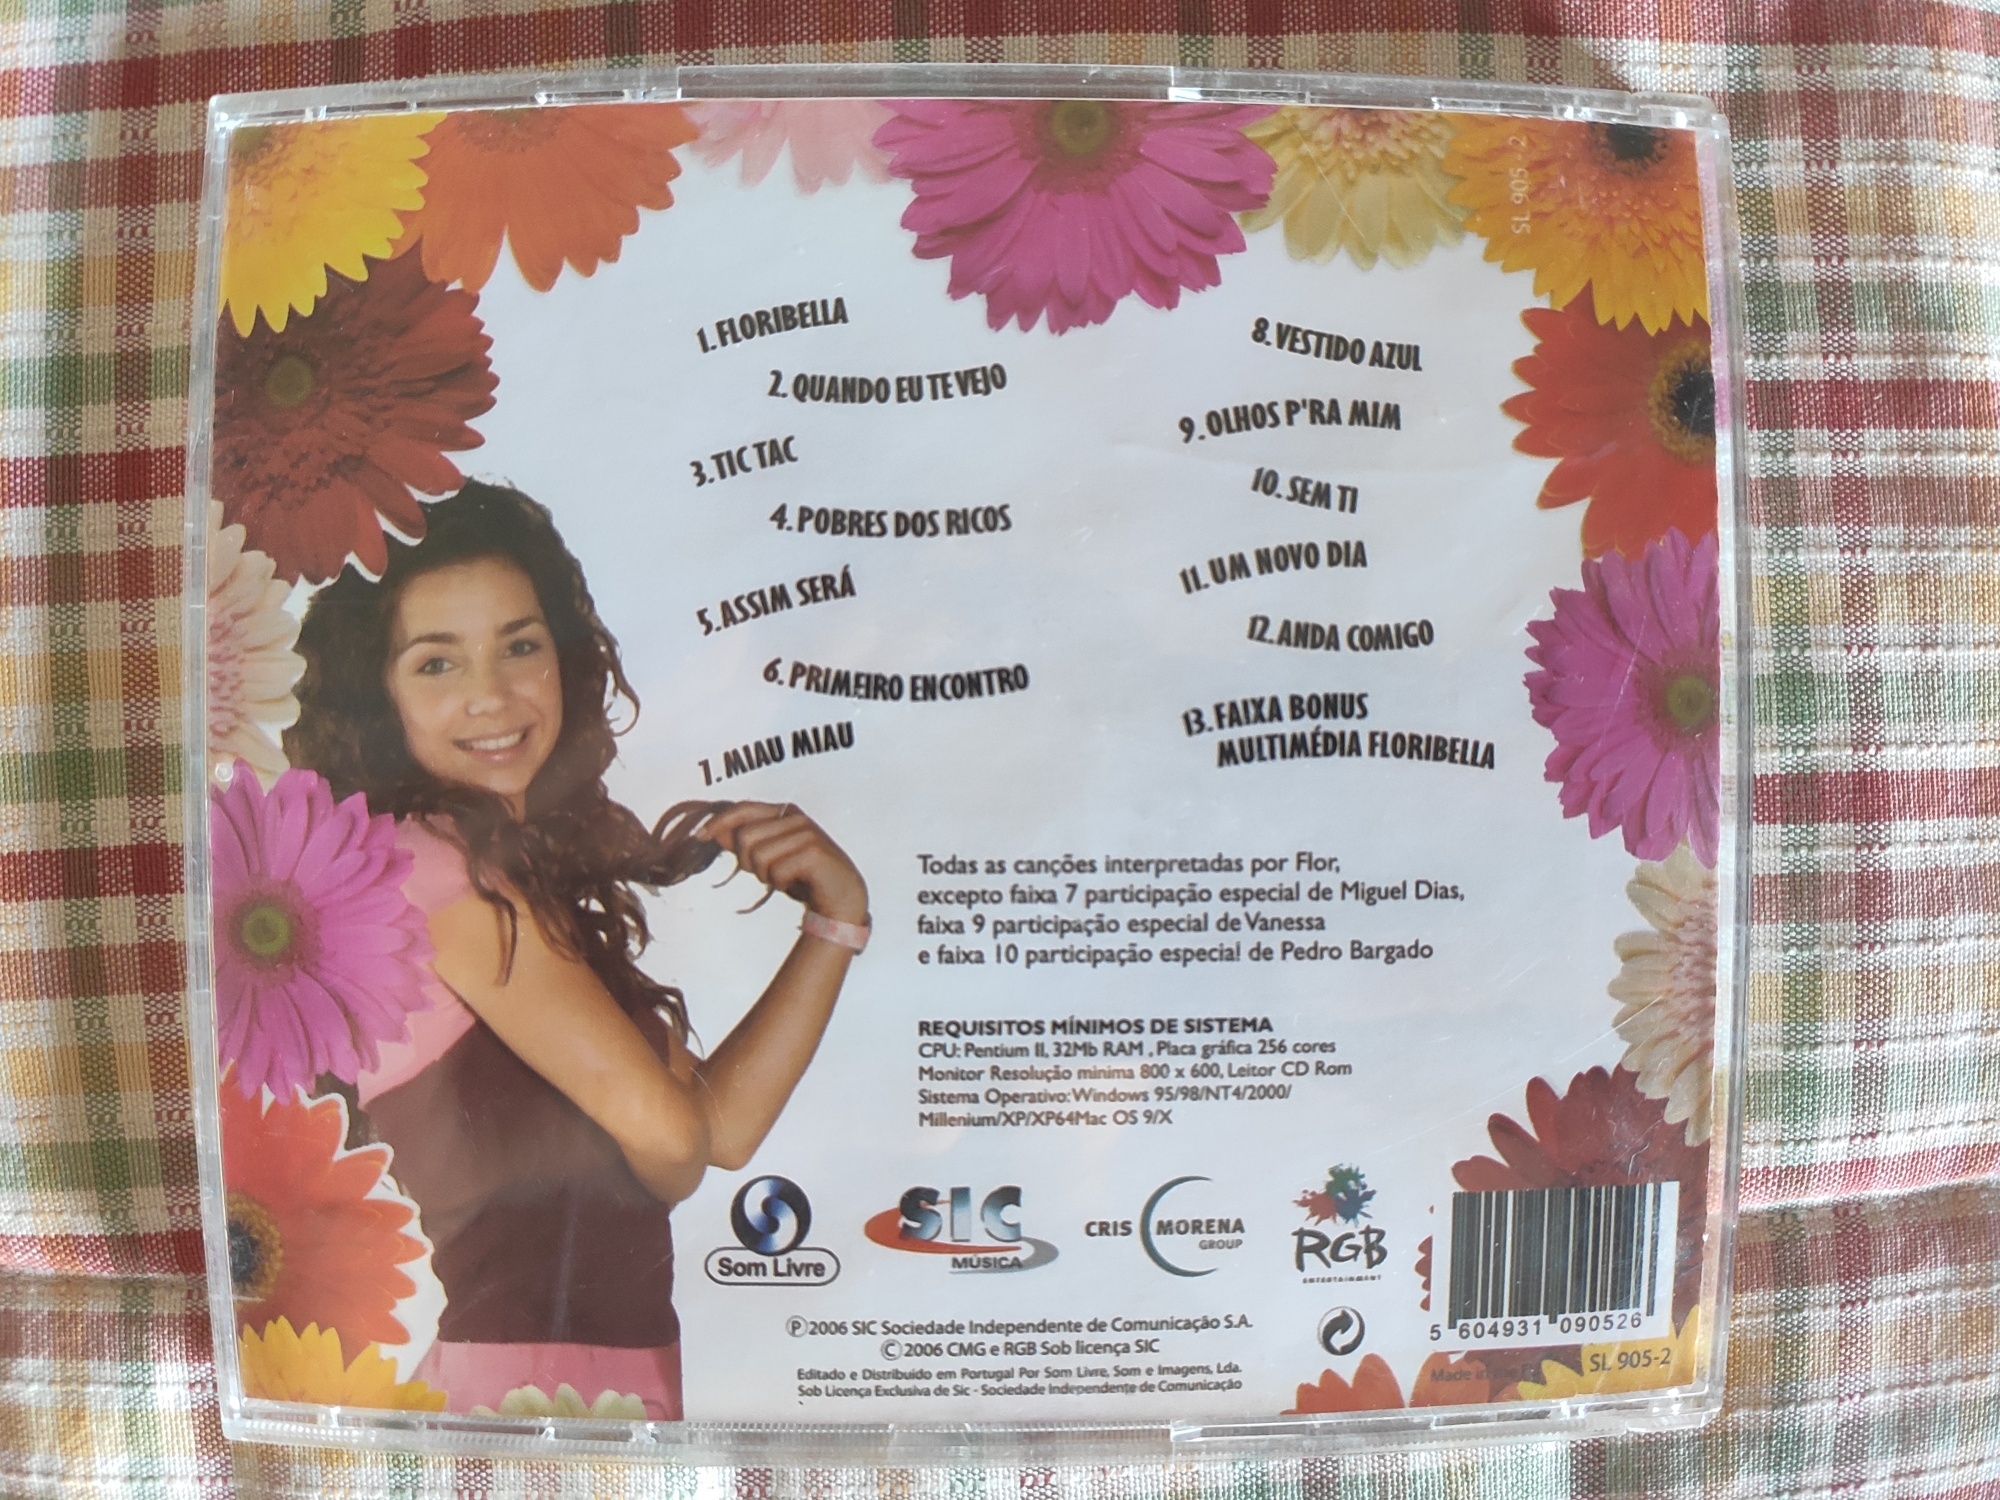 SL 905-2
1. FLORIBELLA
2. QUANDO EU TE VEJO
3. TIC TAC
4. POBRES DOS RICOS
5. ASSIM SERÁ
6. PRIMEIRO ENCONTRO
7. MIAU MIAU
8. VESTIDO AZUL
9. OLHOS P'RA MIM
10. SEM TI
11. UM NOVO DIA
12. ANDA COMIGO
13. FAIXA BONUS
MULTIMÉDIA FLORIBELLA
Todas as canções interpretadas por Flor,
excepto faixa 7 participação especial de Miguel Dias,
faixa 9 participação especial de Vanessa
e faixa 10 participação especial de Pedro Bargado
REQUISITOS MÍNIMOS DE SISTEMA
CPU: Pentium II, 32Mb RAM , Placa gráfica 256 cores
Monitor Resolução minima 800 x 600, Leitor CD Rom
Sistema Operativo: Windows 95/98/NT4/2000/
Millenium/XP/XP64Mac OS 9/X
Som Livre
SIC
MÚSICA
CRIS MORENA
GROUP
RGB
ENTERTAINMENT
Ⓟ 2006 SIC Sociedade Independente de Comunicação S.A.
© 2006 CMG e RGB Sob licença SIC
Editado e Distribuido em Portugal Por Som Livre, Som e Imagens, Lda.
Sob Licença Exclusiva de Sic - Sociedade Independente de Comunicação
5 604931 090526
Made in
SL 905-2